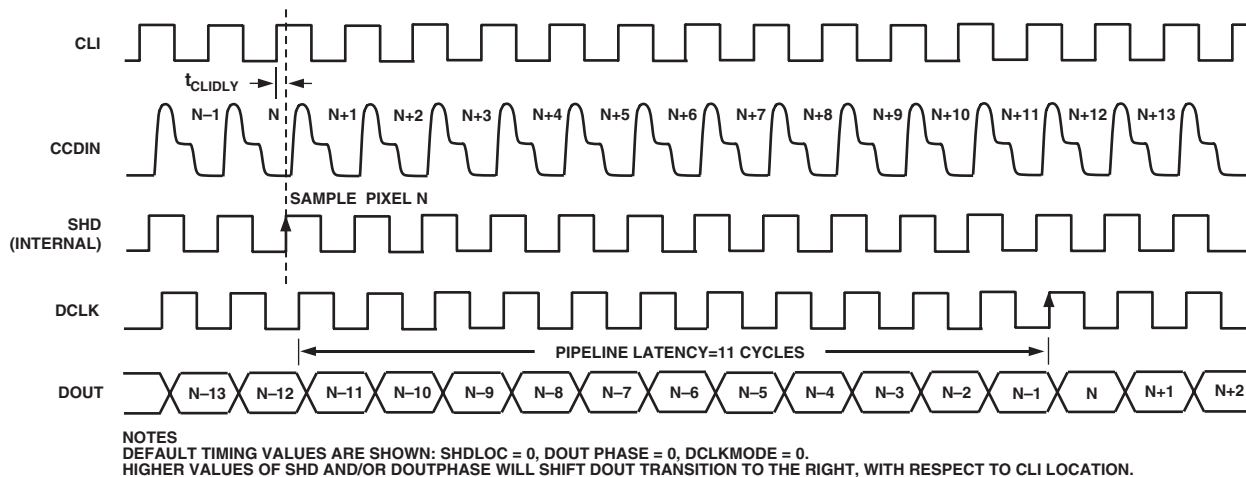 CLI
tCLIDLY
N–1 N N+1 N+2 N+3 N+4 N+5 N+6 N+7 N+8 N+9 N+10 N+11 N+12 N+13
CCDIN
SAMPLE PIXEL N
SHD
(INTERNAL)
DCLK
PIPELINE LATENCY=11 CYCLES
DOUT N–13 N–12 N–11 N–10 N–9 N–8 N–7 N–6 N–5 N–4 N–3 N–2 N–1 N N+1 N+2
NOTES
DEFAULT TIMING VALUES ARE SHOWN: SHDLOC = 0, DOUT PHASE = 0, DCLKMODE = 0.
HIGHER VALUES OF SHD AND/OR DOUTPHASE WILL SHIFT DOUT TRANSITION TO THE RIGHT, WITH RESPECT TO CLI LOCATION.